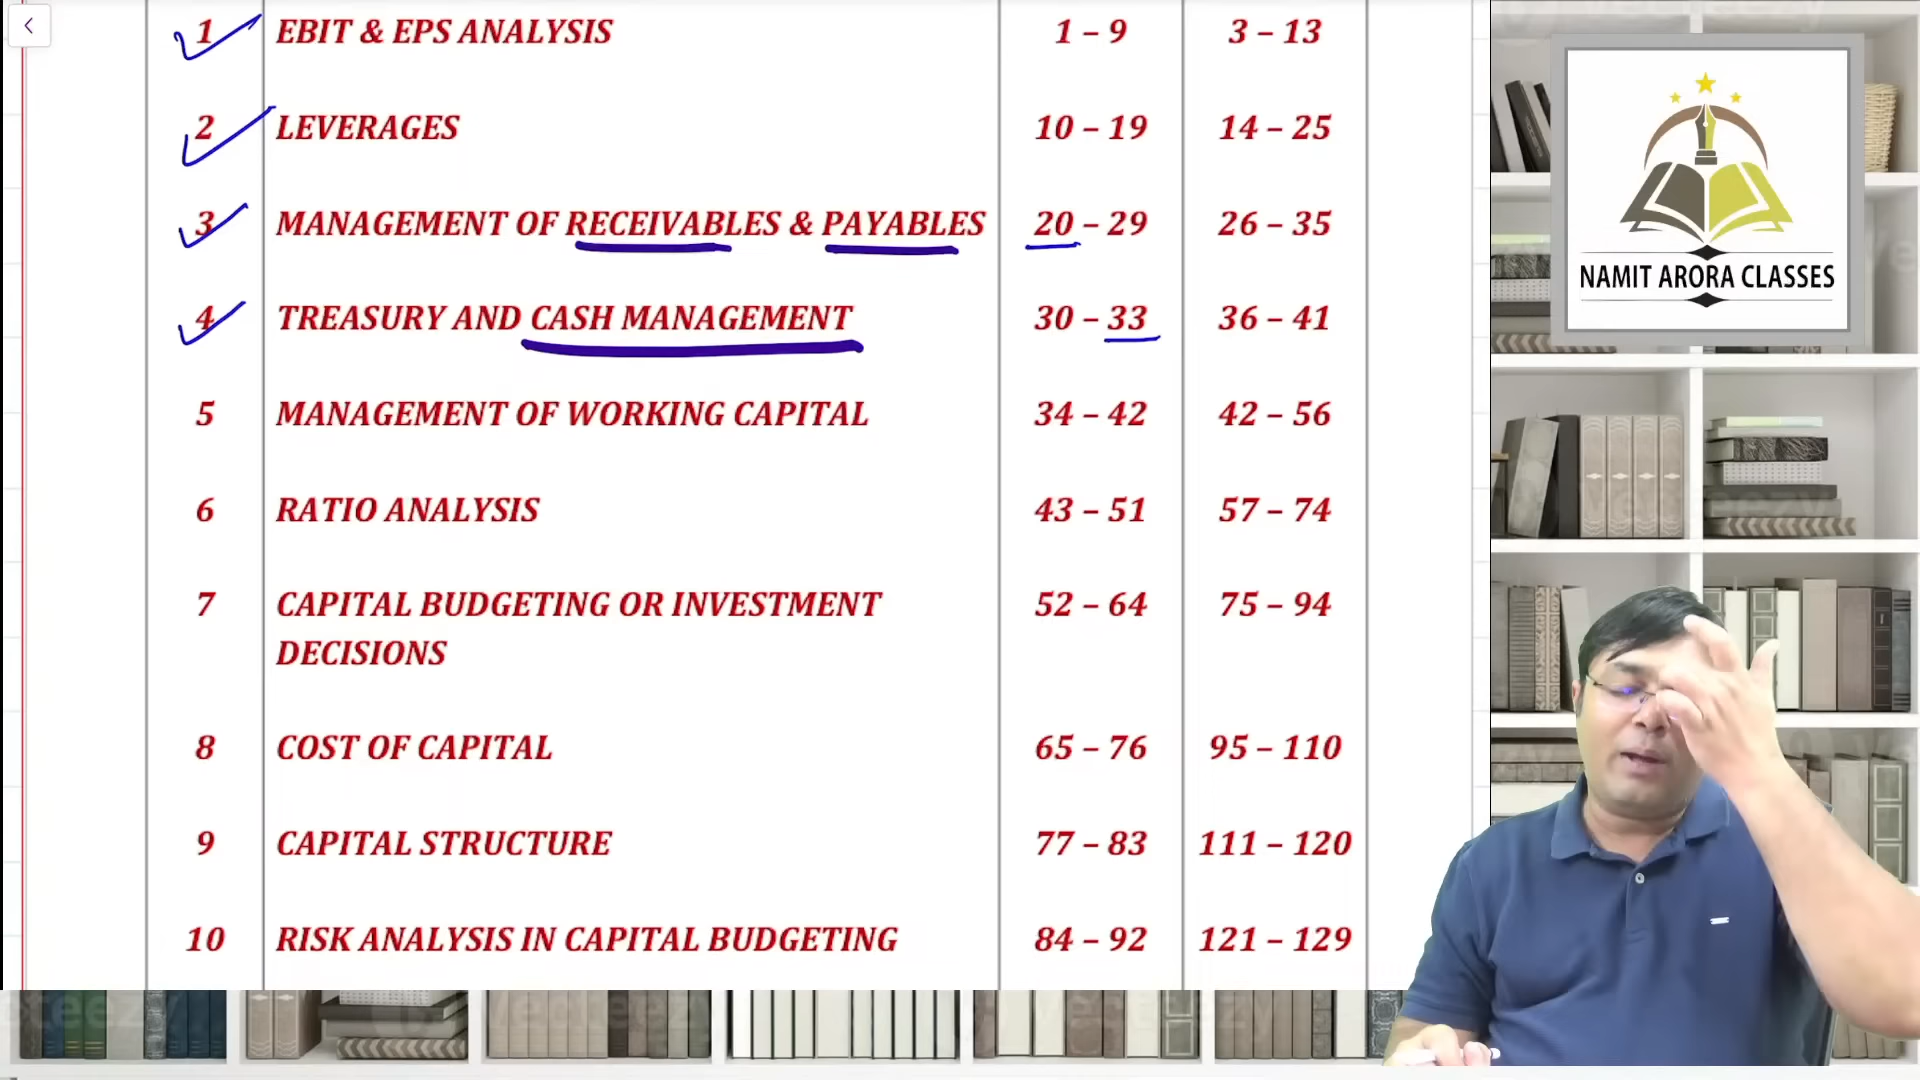 1 EBIT & EPS ANALYSIS 1 – 9 3 – 13
2 LEVERAGES 10 – 19 14 – 25
3 MANAGEMENT OF RECEIVABLES & PAYABLES 20 – 29 26 – 35
4 TREASURY AND CASH MANAGEMENT 30 – 33 36 – 41
5 MANAGEMENT OF WORKING CAPITAL 34 – 42 42 – 56
6 RATIO ANALYSIS 43 – 51 57 – 74
7 CAPITAL BUDGETING OR INVESTMENT 52 – 64 75 – 94
DECISIONS
8 COST OF CAPITAL 65 – 76 95 – 110
9 CAPITAL STRUCTURE 77 – 83 111 – 120
10 RISK ANALYSIS IN CAPITAL BUDGETING 84 – 92 121 – 129
NAMIT ARORA CLASSES